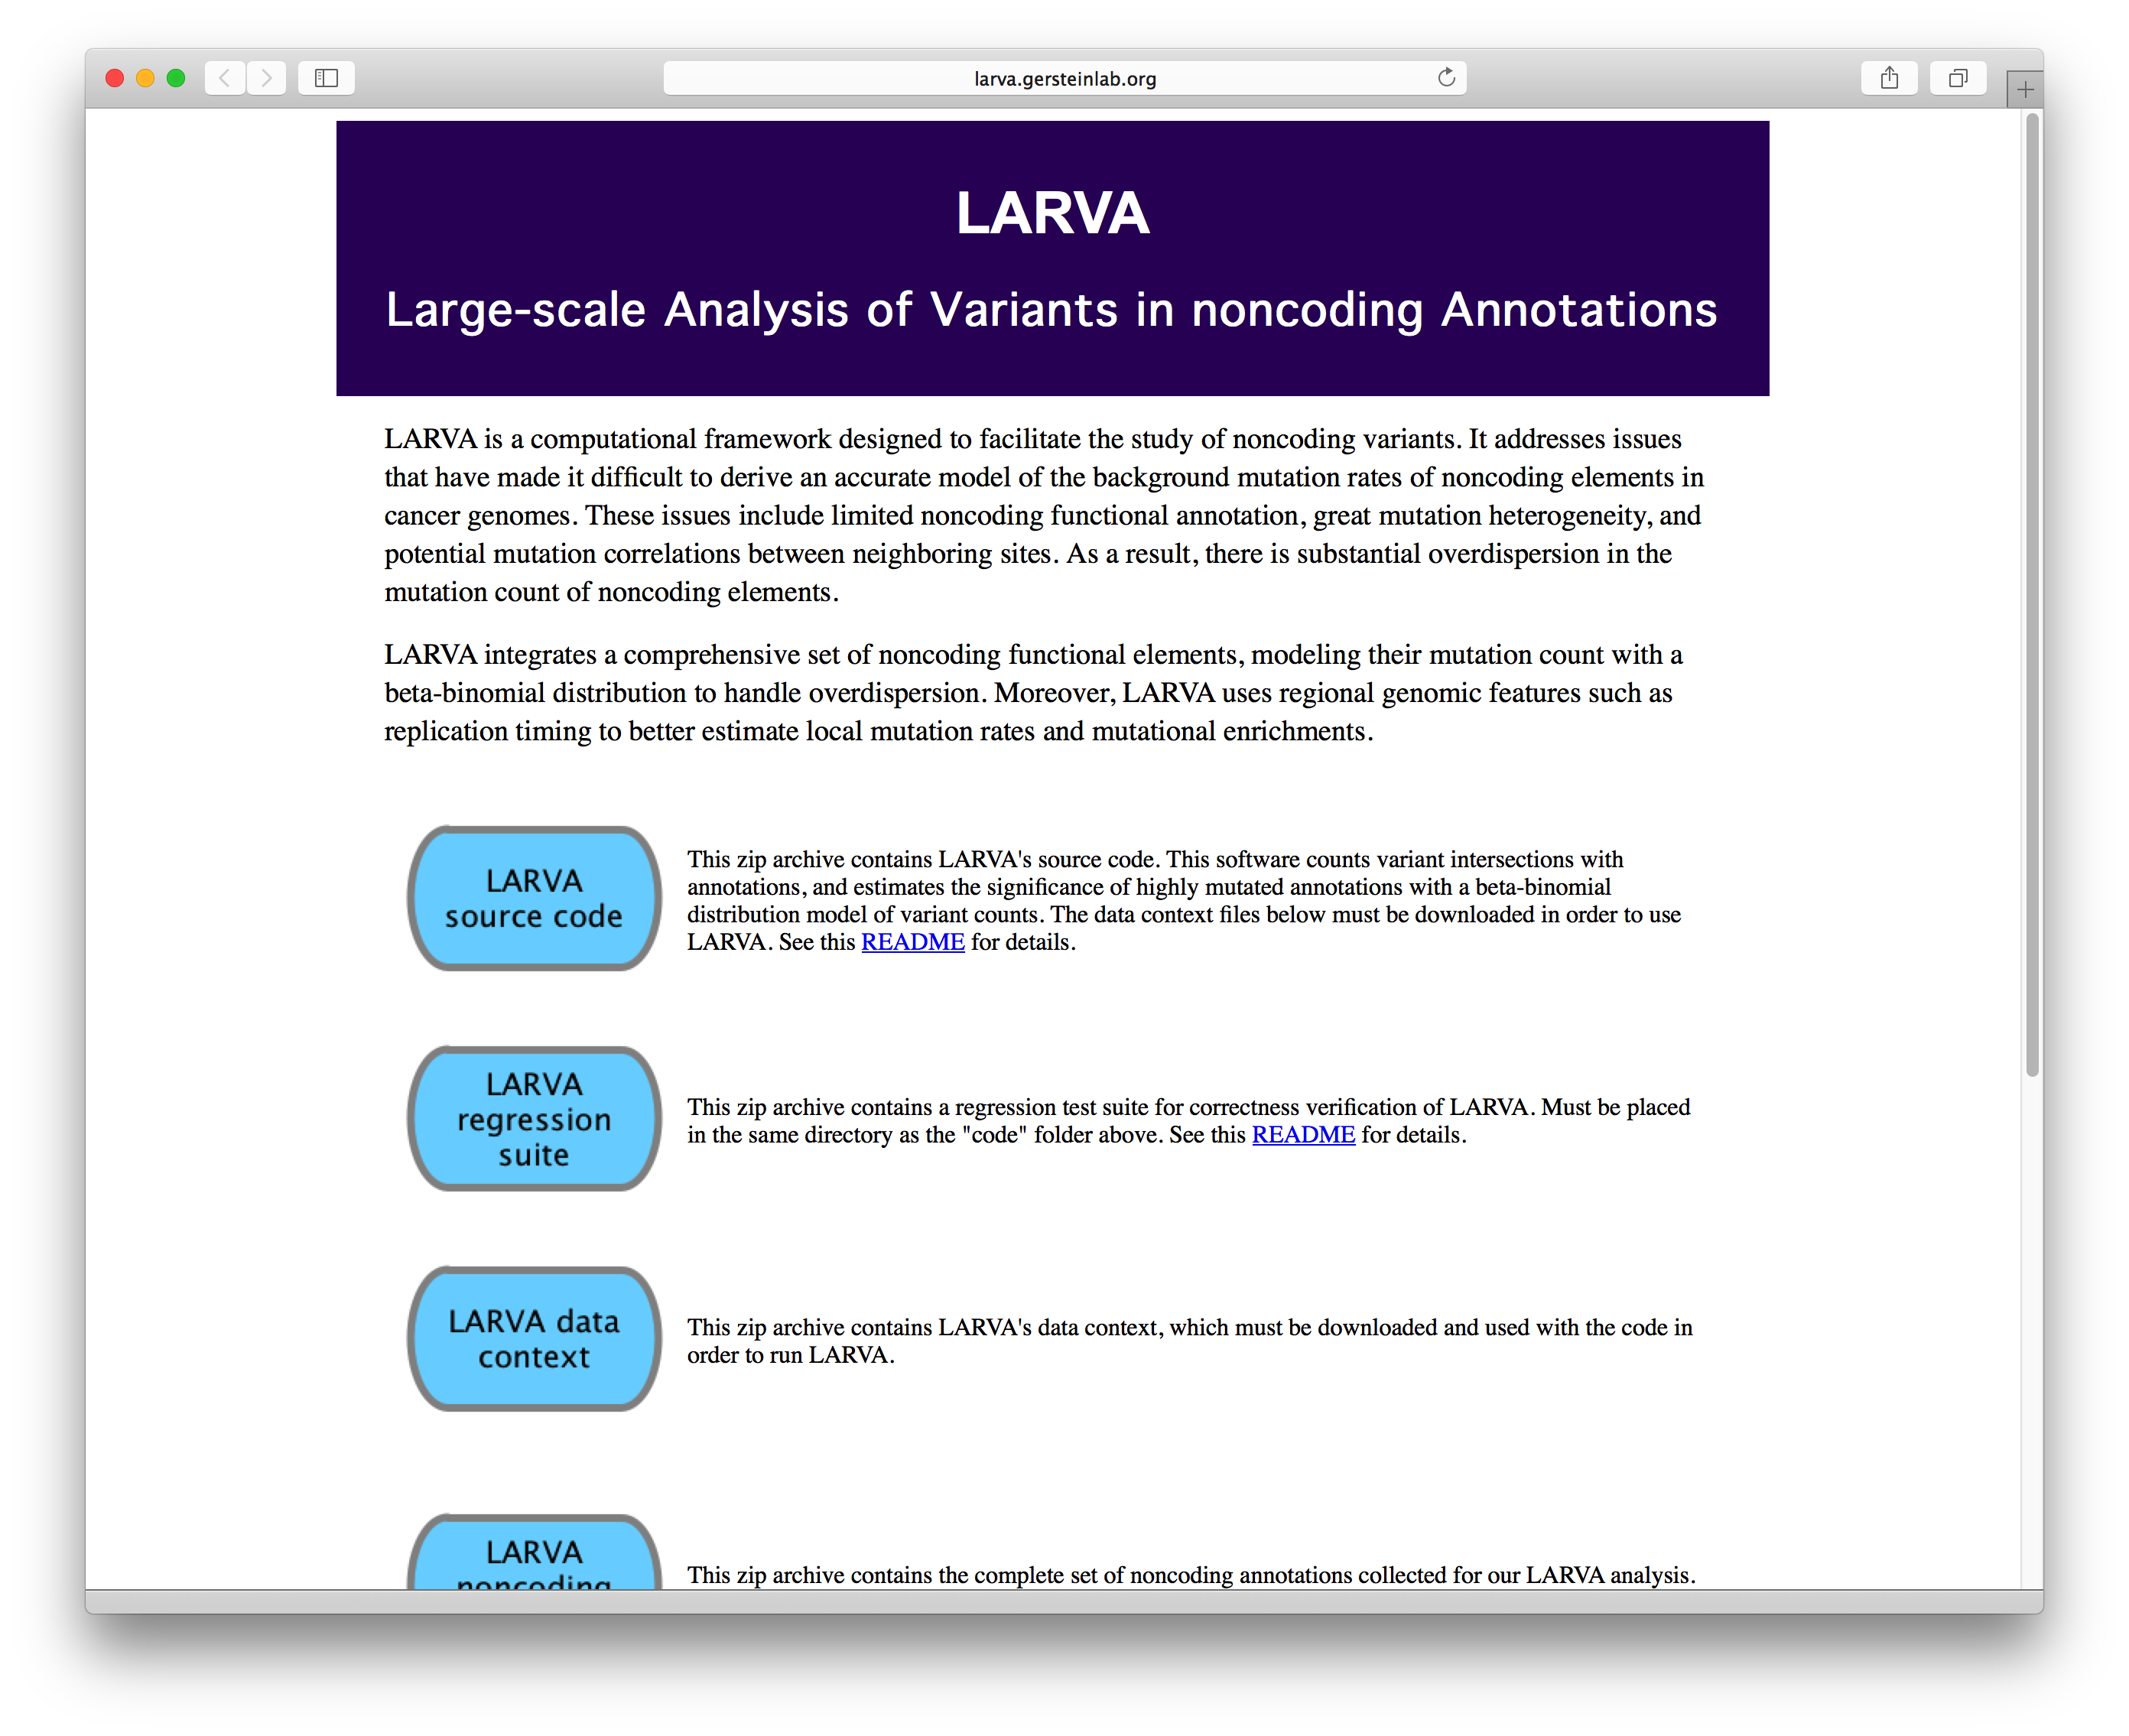 larva.gersteinlab.org
LARVA
Large-scale Analysis of Variants in noncoding Annotations
LARVA is a computational framework designed to facilitate the study of noncoding variants. It addresses issues
that have made it difficult to derive an accurate model of the background mutation rates of noncoding elements in
cancer genomes. These issues include limited noncoding functional annotation, great mutation heterogeneity, and
potential mutation correlations between neighboring sites. As a result, there is substantial overdispersion in the
mutation count of noncoding elements.
LARVA integrates a comprehensive set of noncoding functional elements, modeling their mutation count with a
beta-binomial distribution to handle overdispersion. Moreover, LARVA uses regional genomic features such as
replication timing to better estimate local mutation rates and mutational enrichments.
LARVA
source code
This zip archive contains LARVA's source code. This software counts variant intersections with
annotations, and estimates the significance of highly mutated annotations with a beta-binomial
distribution model of variant counts. The data context files below must be downloaded in order to use
LARVA. See this README for details.
LARVA
regression
suite
This zip archive contains a regression test suite for correctness verification of LARVA. Must be placed
in the same directory as the "code" folder above. See this README for details.
LARVA data
context
This zip archive contains LARVA's data context, which must be downloaded and used with the code in
order to run LARVA.
LARVA
noncoding
This zip archive contains the complete set of noncoding annotations collected for our LARVA analysis.